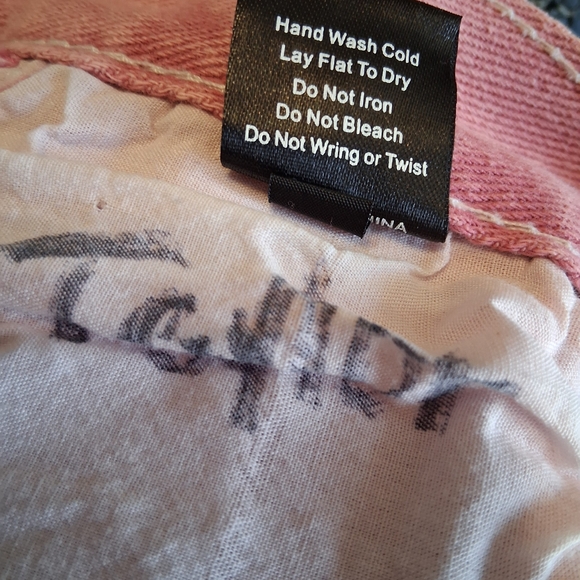 Hand Wash Cold
Lay Flat To Dry
Do Not Iron
Do Not Bleach
Do Not Wring or Twist
Taylor